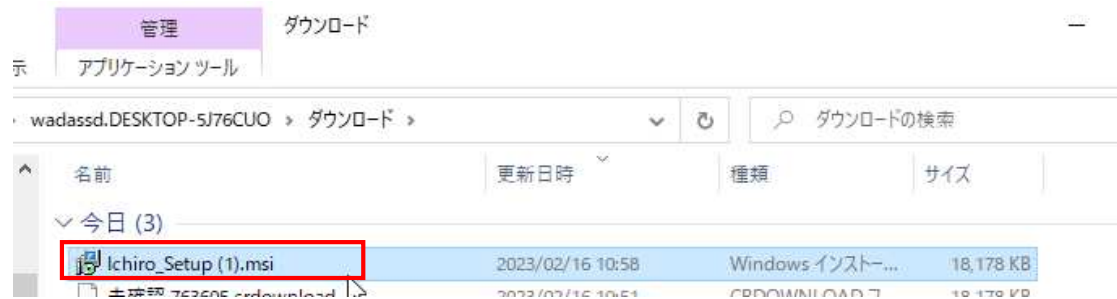 管理 ダウンロード
示 アプリケーション ツール
wadassd.DESKTOP-5J76CUO › ダウンロード › ダウンロードの検索
名前 更新日時 種類 サイズ
今日 (3)
Ichiro_Setup (1).msi 2023/02/16 10:58 Windows インストー... 18,178 KB